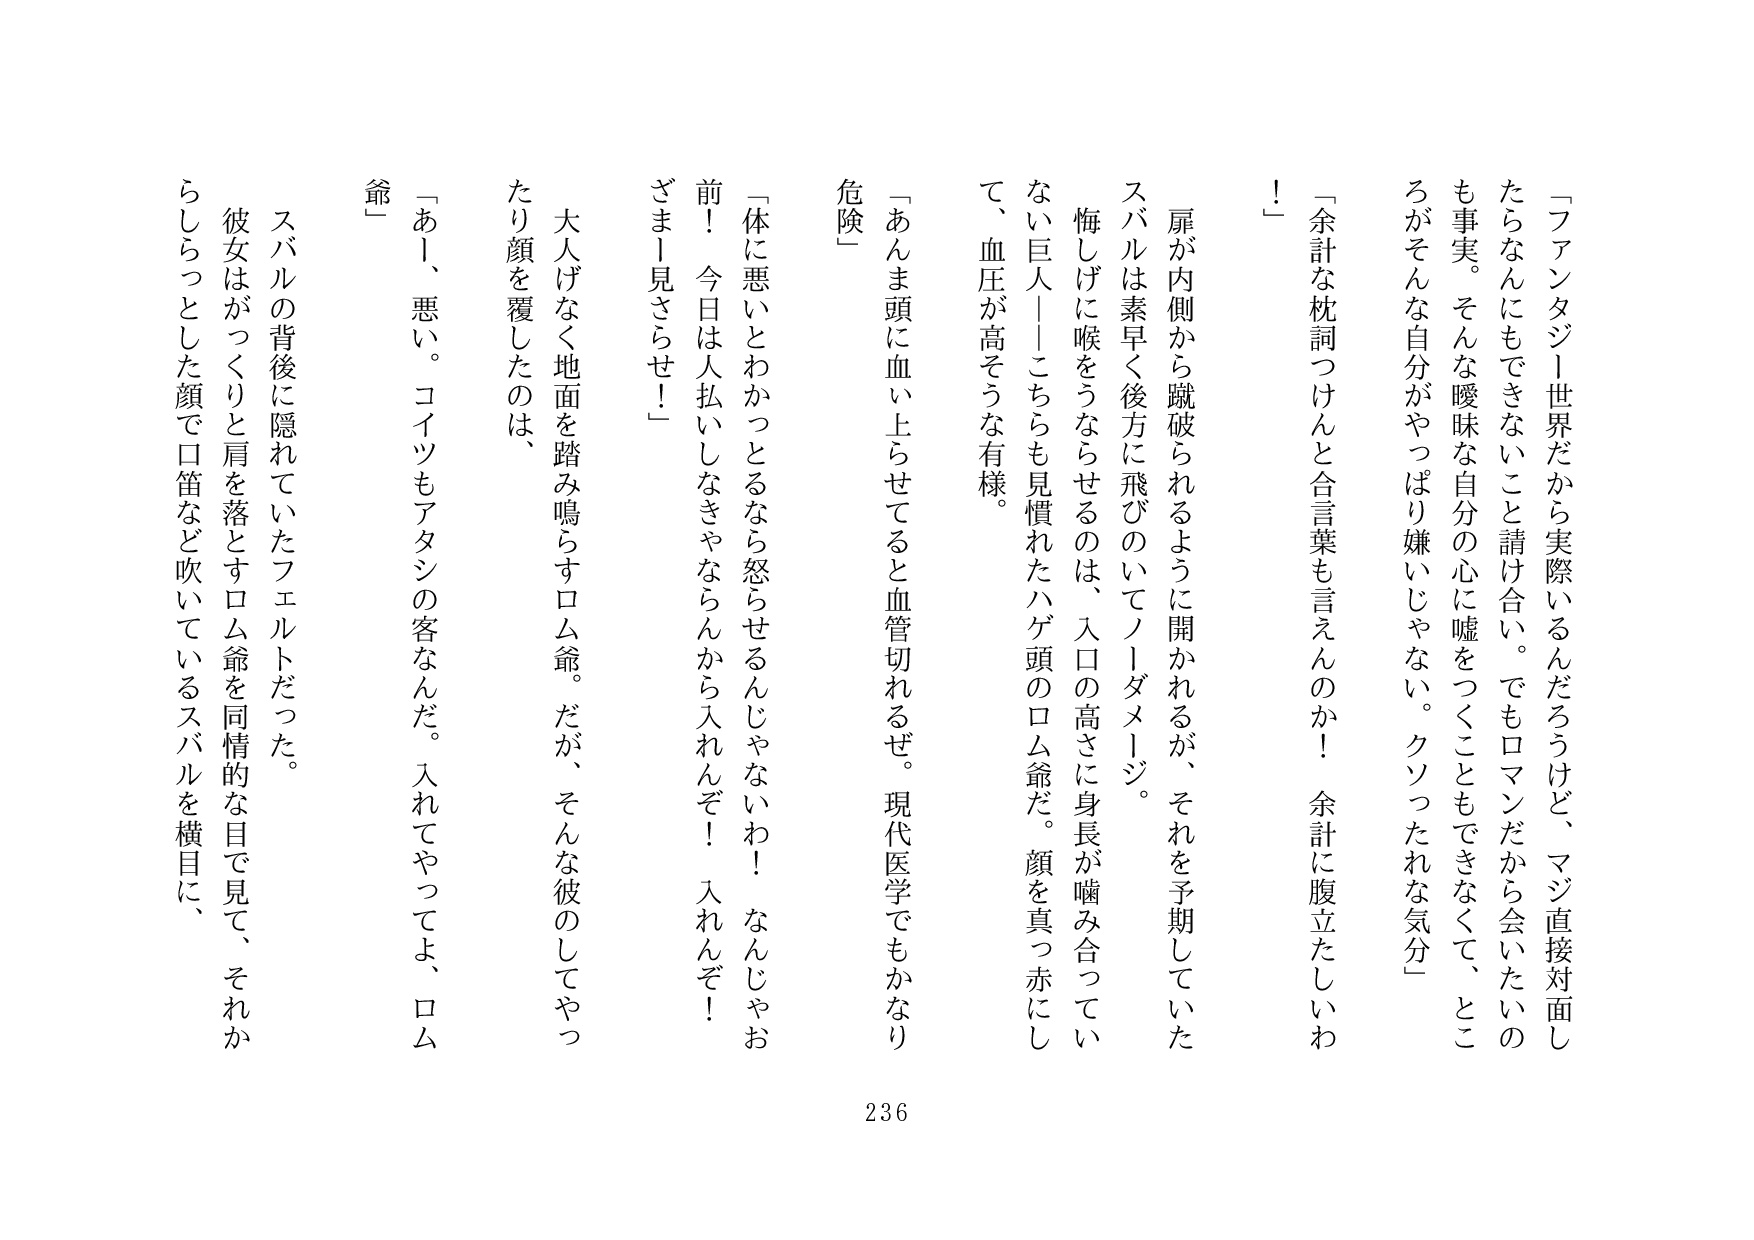 「ファンタジー世界だから実際いるんだろうけど、マジ直接対面し
たらなんにもできないこと請け合い。でもロマンだから会いたいの
も事実。そんな曖昧な自分の心に嘘をつくこともできなくて、とこ
ろがそんな自分がやっぱり嫌いじゃない。クソったれな気分」
「余計な枕詞つけんと合言葉も言えんのか！　余計に腹立たしいわ
！」
　扉が内側から蹴破られるように開かれるが、それを予期していた
スバルは素早く後方に飛びのいてノーダメージ。
　悔しげに喉をうならせるのは、入口の高さに身長が噛み合ってい
ない巨人――こちらも見慣れたハゲ頭のロム爺だ。顔を真っ赤にし
て、血圧が高そうな有様。
「あんま頭に血い上らせてると血管切れるぜ。現代医学でもかなり
危険」
「体に悪いとわかっとるなら怒らせるんじゃないわ！　なんじゃお
前！　今日は人払いしなきゃならんから入れんぞ！　入れんぞ！
ざまー見さらせ！」
　大人げなく地面を踏み鳴らすロム爺。だが、そんな彼のしてやっ
たり顔を覆したのは、
「あー、悪い。コイツもアタシの客なんだ。入れてやってよ、ロム
爺」
　スバルの背後に隠れていたフェルトだった。
　彼女はがっくりと肩を落とすロム爺を同情的な目で見て、それか
らしらっとした顔で口笛など吹いているスバルを横目に、
236